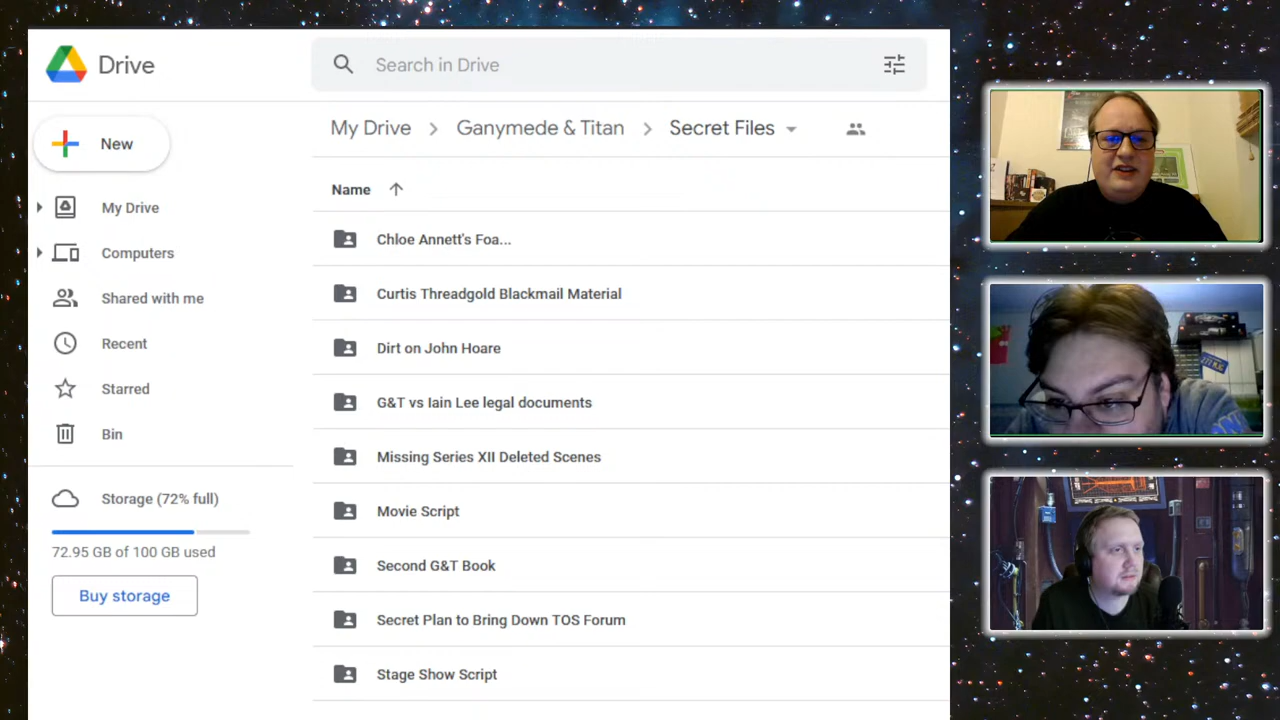 Drive
Search in Drive
My Drive > Ganymede & Titan > Secret Files
New
Name
My Drive
Computers
Shared with me
Recent
Starred
Bin
Storage (72% full)
72.95 GB of 100 GB used
Buy storage
Chloe Annett's Foa...
Curtis Threadgold Blackmail Material
Dirt on John Hoare
G&T vs Iain Lee legal documents
Missing Series XII Deleted Scenes
Movie Script
Second G&T Book
Secret Plan to Bring Down TOS Forum
Stage Show Script